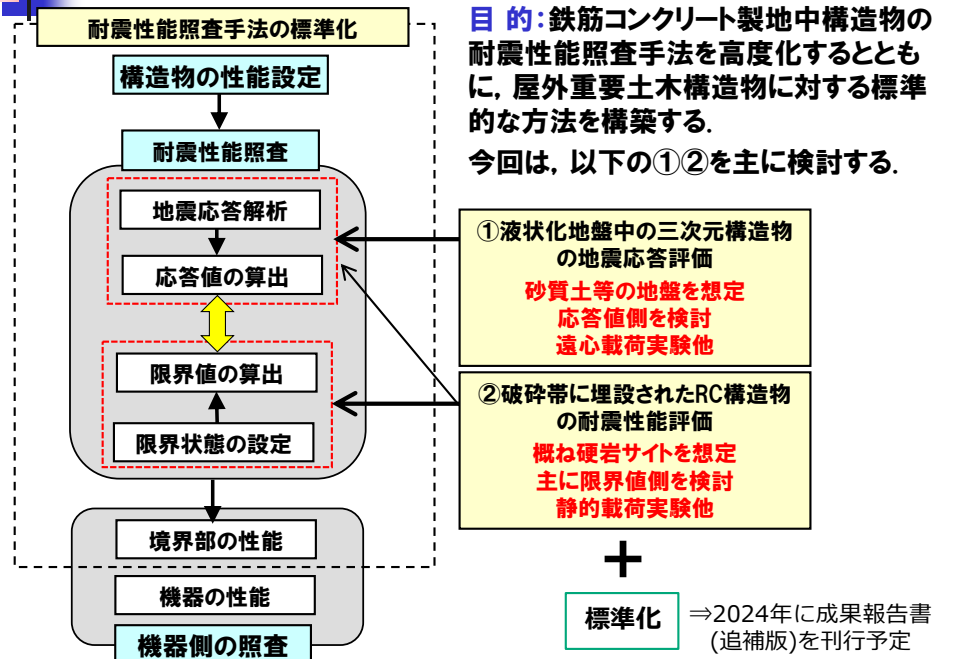 耐震性能照査手法の標準化
構造物の性能設定
耐震性能照査
地震応答解析
応答値の算出
限界値の算出
限界状態の設定
境界部の性能
機器の性能
機器側の照査
目 的：鉄筋コンクリート製地中構造物の
耐震性能照査手法を高度化するととも
に，屋外重要土木構造物に対する標準
的な方法を構築する．
今回は，以下の①②を主に検討する．
①液状化地盤中の三次元構造物
の地震応答評価
砂質土等の地盤を想定
応答値側を検討
遠心載荷実験他
②破砕帯に埋設されたRC構造物
の耐震性能評価
概ね硬岩サイトを想定
主に限界値側を検討
静的載荷実験他
＋
標準化
⇒2024年に成果報告書
(追補版)を刊行予定